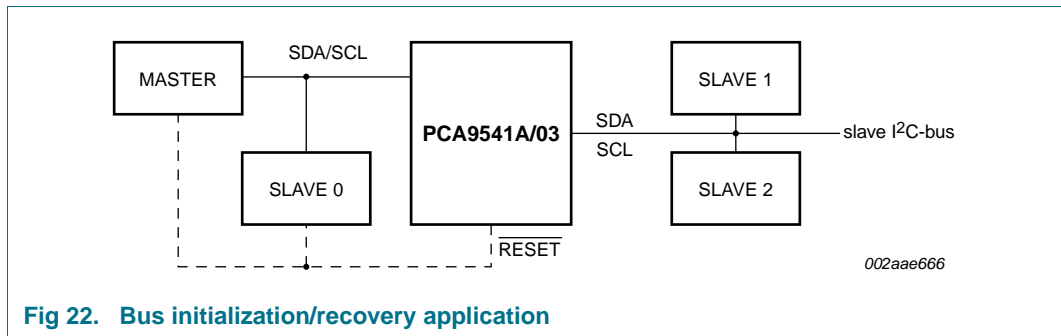 SDA/SCL
MASTER
SLAVE 0
PCA9541A/03
RESET
SDA
SCL
SLAVE 1
SLAVE 2
slave I²C-bus
002aae666
Fig 22. Bus initialization/recovery application